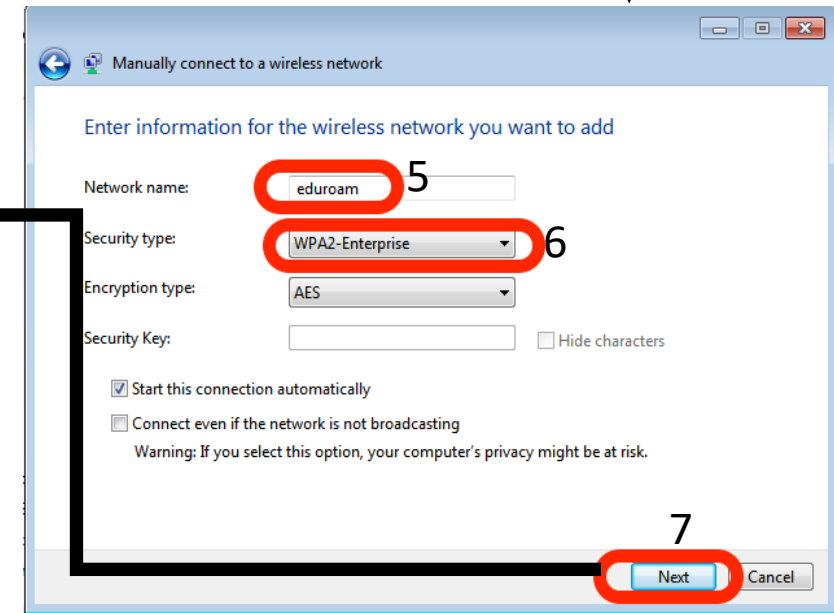 Manually connect to a wireless network
Enter information for the wireless network you want to add
Network name: eduroam 5
Security type: WPA2-Enterprise 6
Encryption type: AES
Security Key: Hide characters
Start this connection automatically
Connect even if the network is not broadcasting
Warning: If you select this option, your computer's privacy might be at risk.
7
Next Cancel